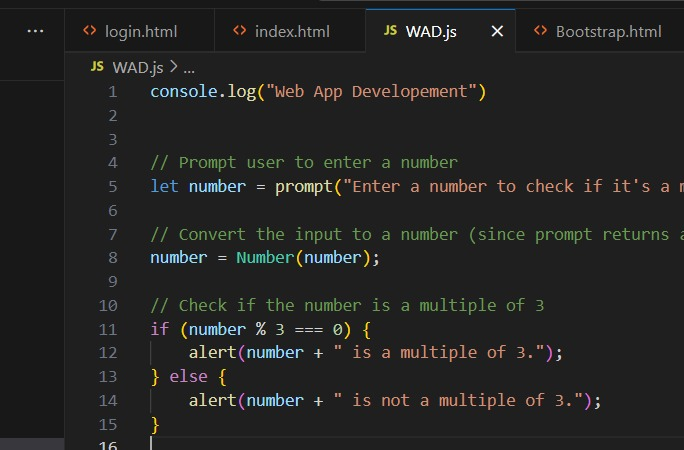 ... login.html index.html JS WAD.js Bootstrap.html
JS WAD.js > ...
1 console.log("Web App Developement")
2
3
4 // Prompt user to enter a number
5 let number = prompt("Enter a number to check if it's a
6
7 // Convert the input to a number (since prompt returns
8 number = Number(number);
9
10 // Check if the number is a multiple of 3
11 if (number % 3 === 0) {
12 alert(number + " is a multiple of 3.");
13 } else {
14 alert(number + " is not a multiple of 3.");
15 }
16